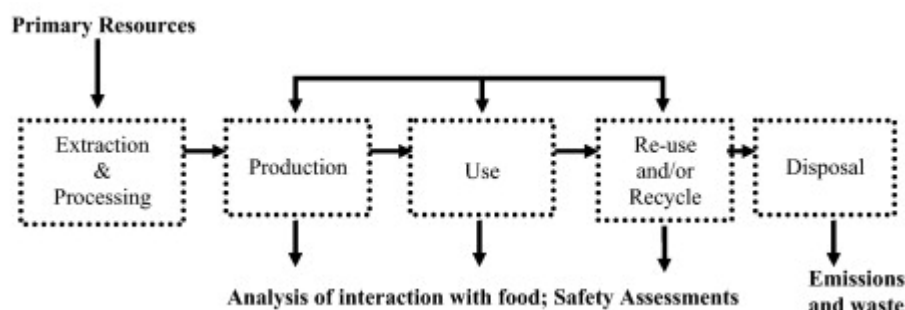 Primary Resources
Extraction
&
Processing
Production
Use
Re-use
and/or
Recycle
Disposal
Analysis of interaction with food; Safety Assessments
Emissions
and waste